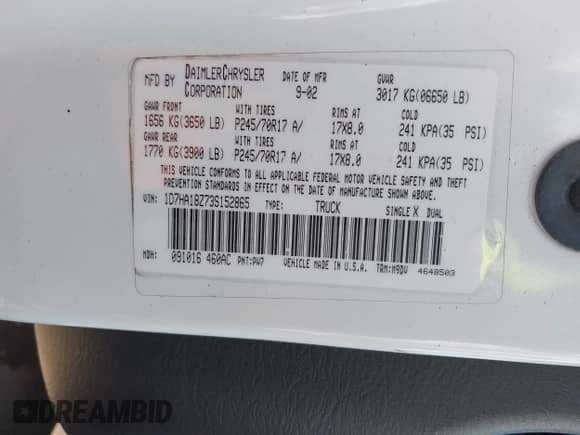 MFD BY DAIMLERCHRYSLER CORPORATION DATE OF MFR 9-02 GVWR 3017 KG(06650 LB)
GAWR FRONT WITH TIRES RIMS AT COLD
1656 KG(3650 LB) P245/70R17 A/ 17X8.0 241 KPA(35 PSI)
GAWR REAR WITH TIRES RIMS AT COLD
1770 KG(3900 LB) P245/70R17 A/ 17X8.0 241 KPA(35 PSI)
THIS VEHICLE CONFORMS TO ALL APPLICABLE FEDERAL MOTOR VEHICLE SAFETY AND THEFT
PREVENTION STANDARDS IN EFFECT ON THE DATE OF MANUFACTURE SHOWN ABOVE.
VIN: 1D7HA18Z73S152865 TYPE: TRUCK SINGLE X DUAL
MDH: 091016 460AC PNT:PW7 VEHICLE MADE IN U.S.A. TRM:M9DV 4648503
DREAMBID